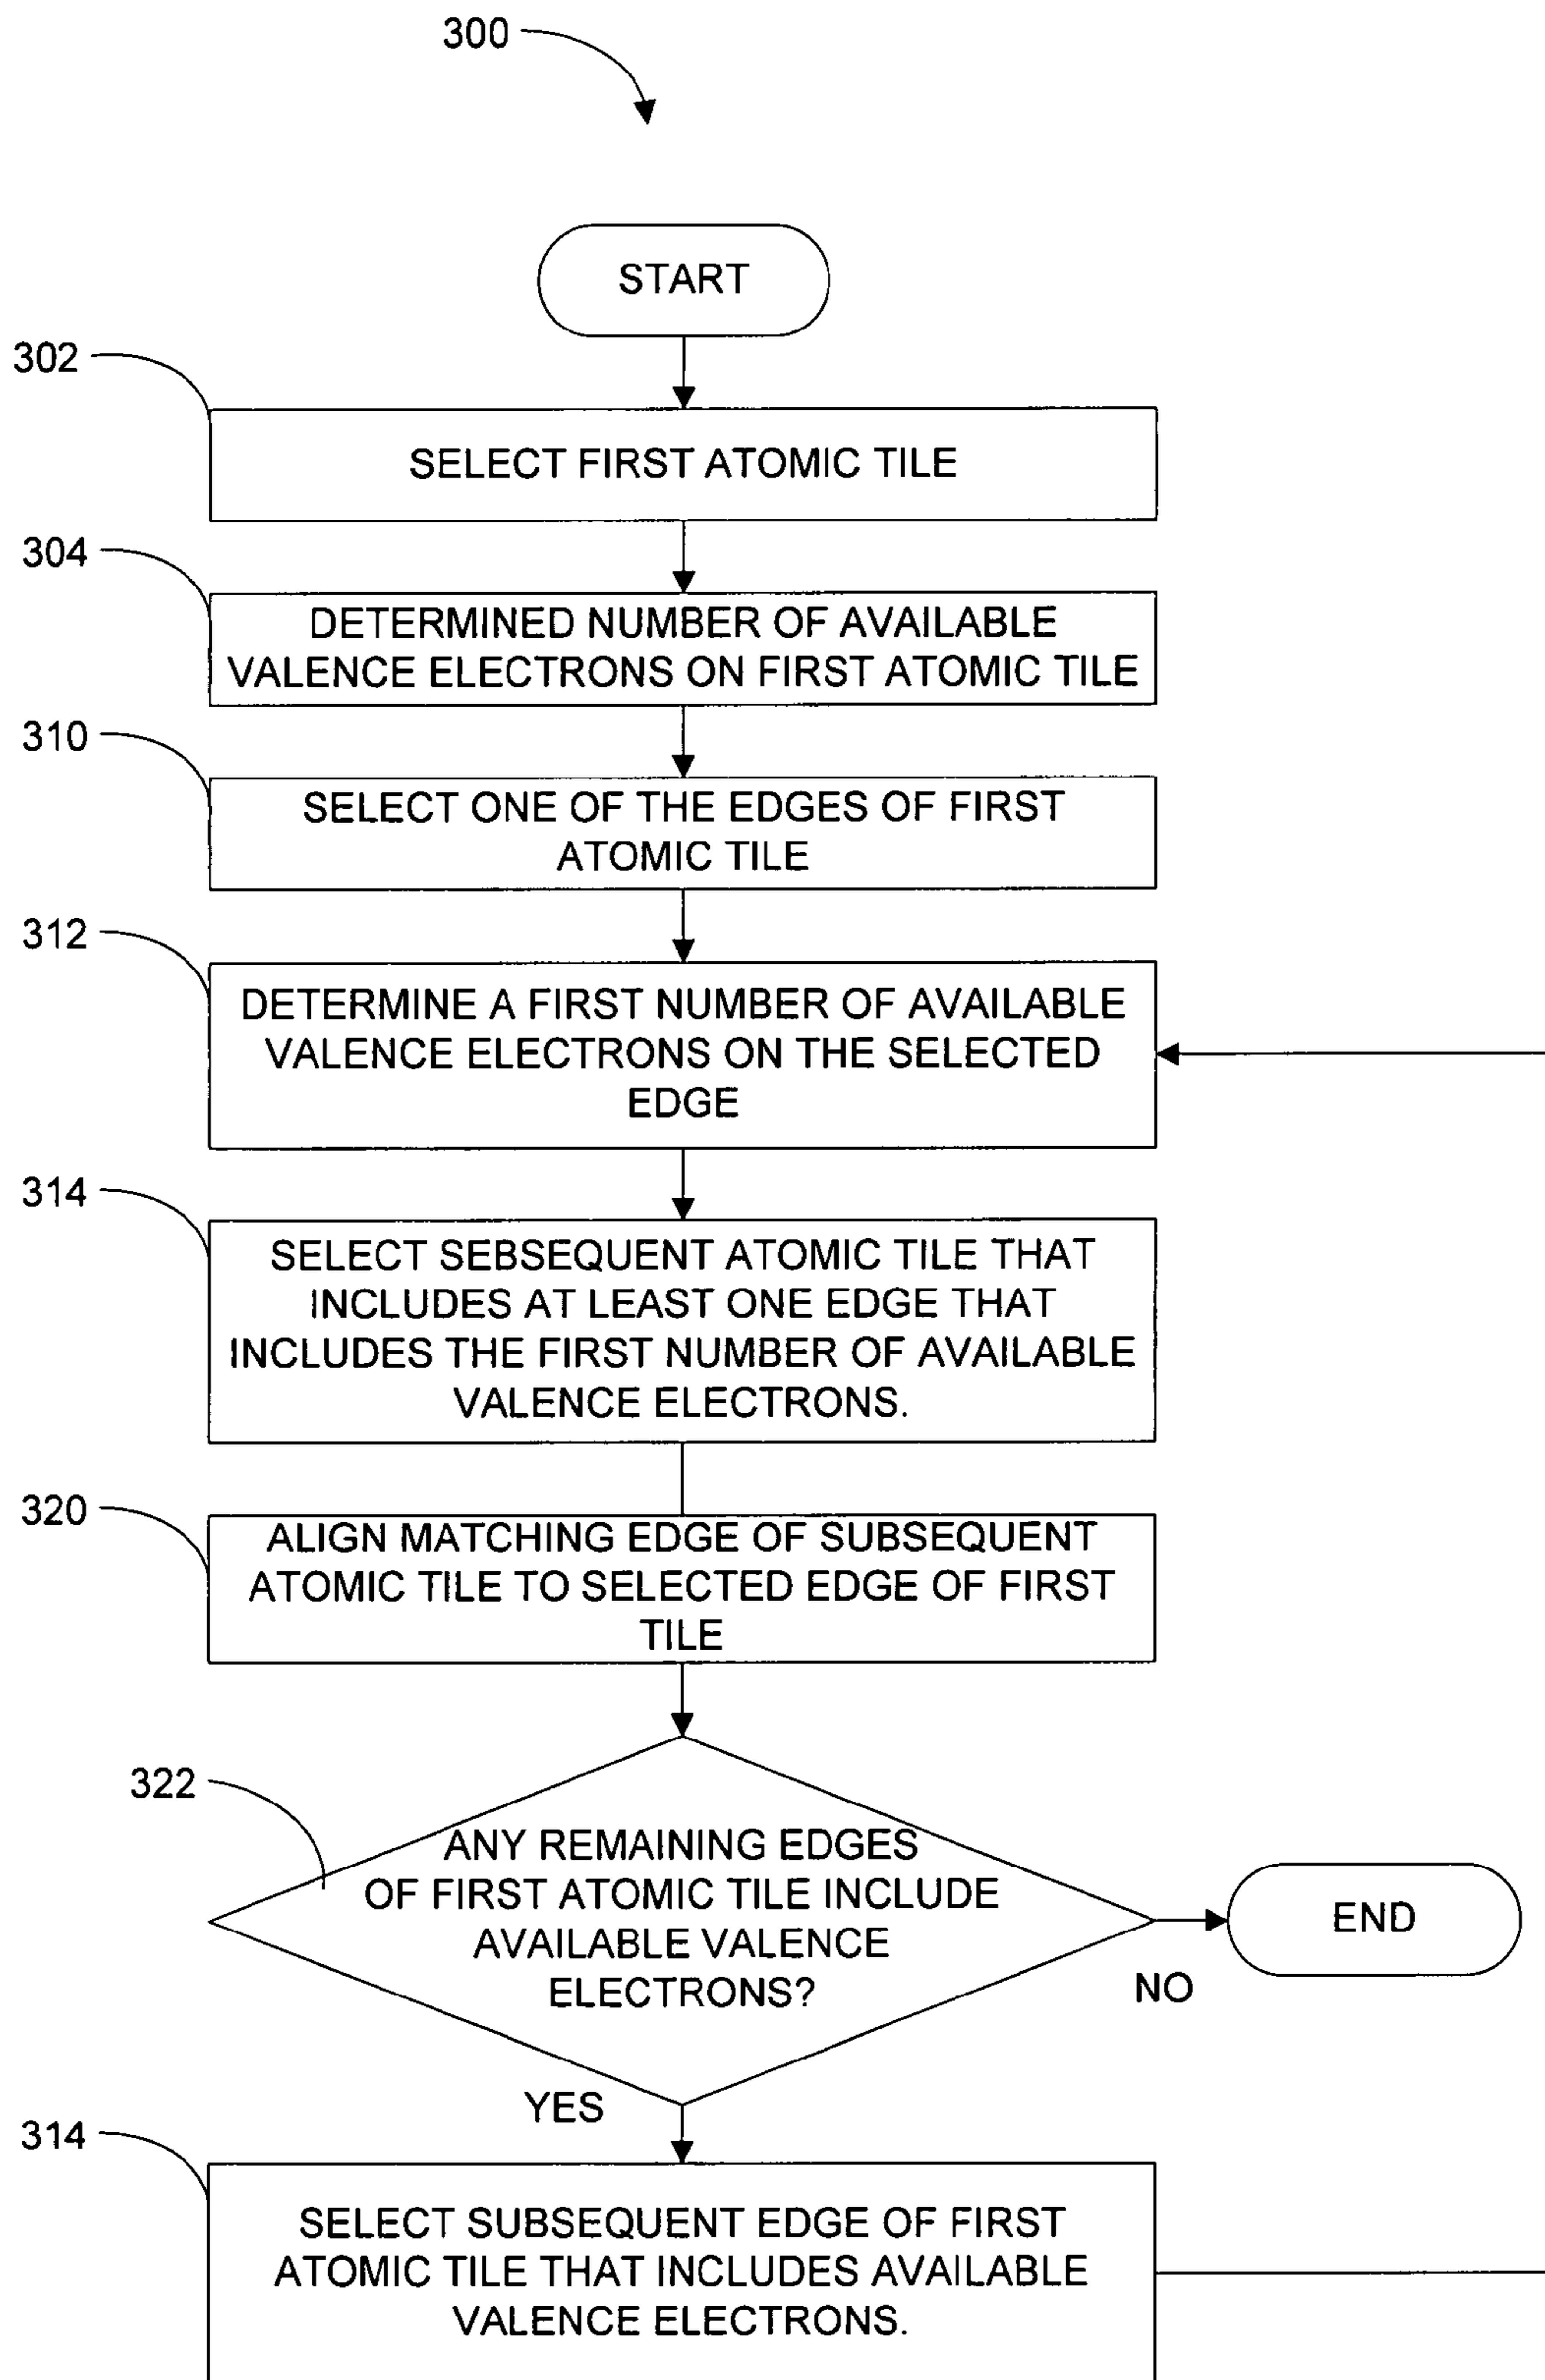 300
START
302
SELECT FIRST ATOMIC TILE
304
DETERMINED NUMBER OF AVAILABLE
VALENCE ELECTRONS ON FIRST ATOMIC TILE
310
SELECT ONE OF THE EDGES OF FIRST
ATOMIC TILE
312
DETERMINE A FIRST NUMBER OF AVAILABLE
VALENCE ELECTRONS ON THE SELECTED
EDGE
314
SELECT SEBSEQUENT ATOMIC TILE THAT
INCLUDES AT LEAST ONE EDGE THAT
INCLUDES THE FIRST NUMBER OF AVAILABLE
VALENCE ELECTRONS.
320
ALIGN MATCHING EDGE OF SUBSEQUENT
ATOMIC TILE TO SELECTED EDGE OF FIRST
TILE
322
ANY REMAINING EDGES
OF FIRST ATOMIC TILE INCLUDE
AVAILABLE VALENCE
ELECTRONS?
END
NO
YES
314
SELECT SUBSEQUENT EDGE OF FIRST
ATOMIC TILE THAT INCLUDES AVAILABLE
VALENCE ELECTRONS.